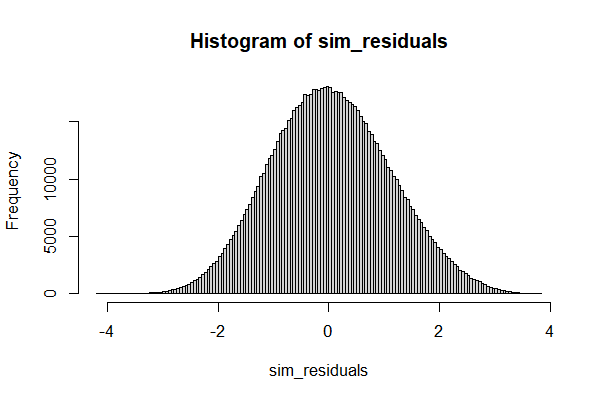 Histogram of sim_residuals
Frequency
10000
5000
0
-4 -2 0 2 4
sim_residuals